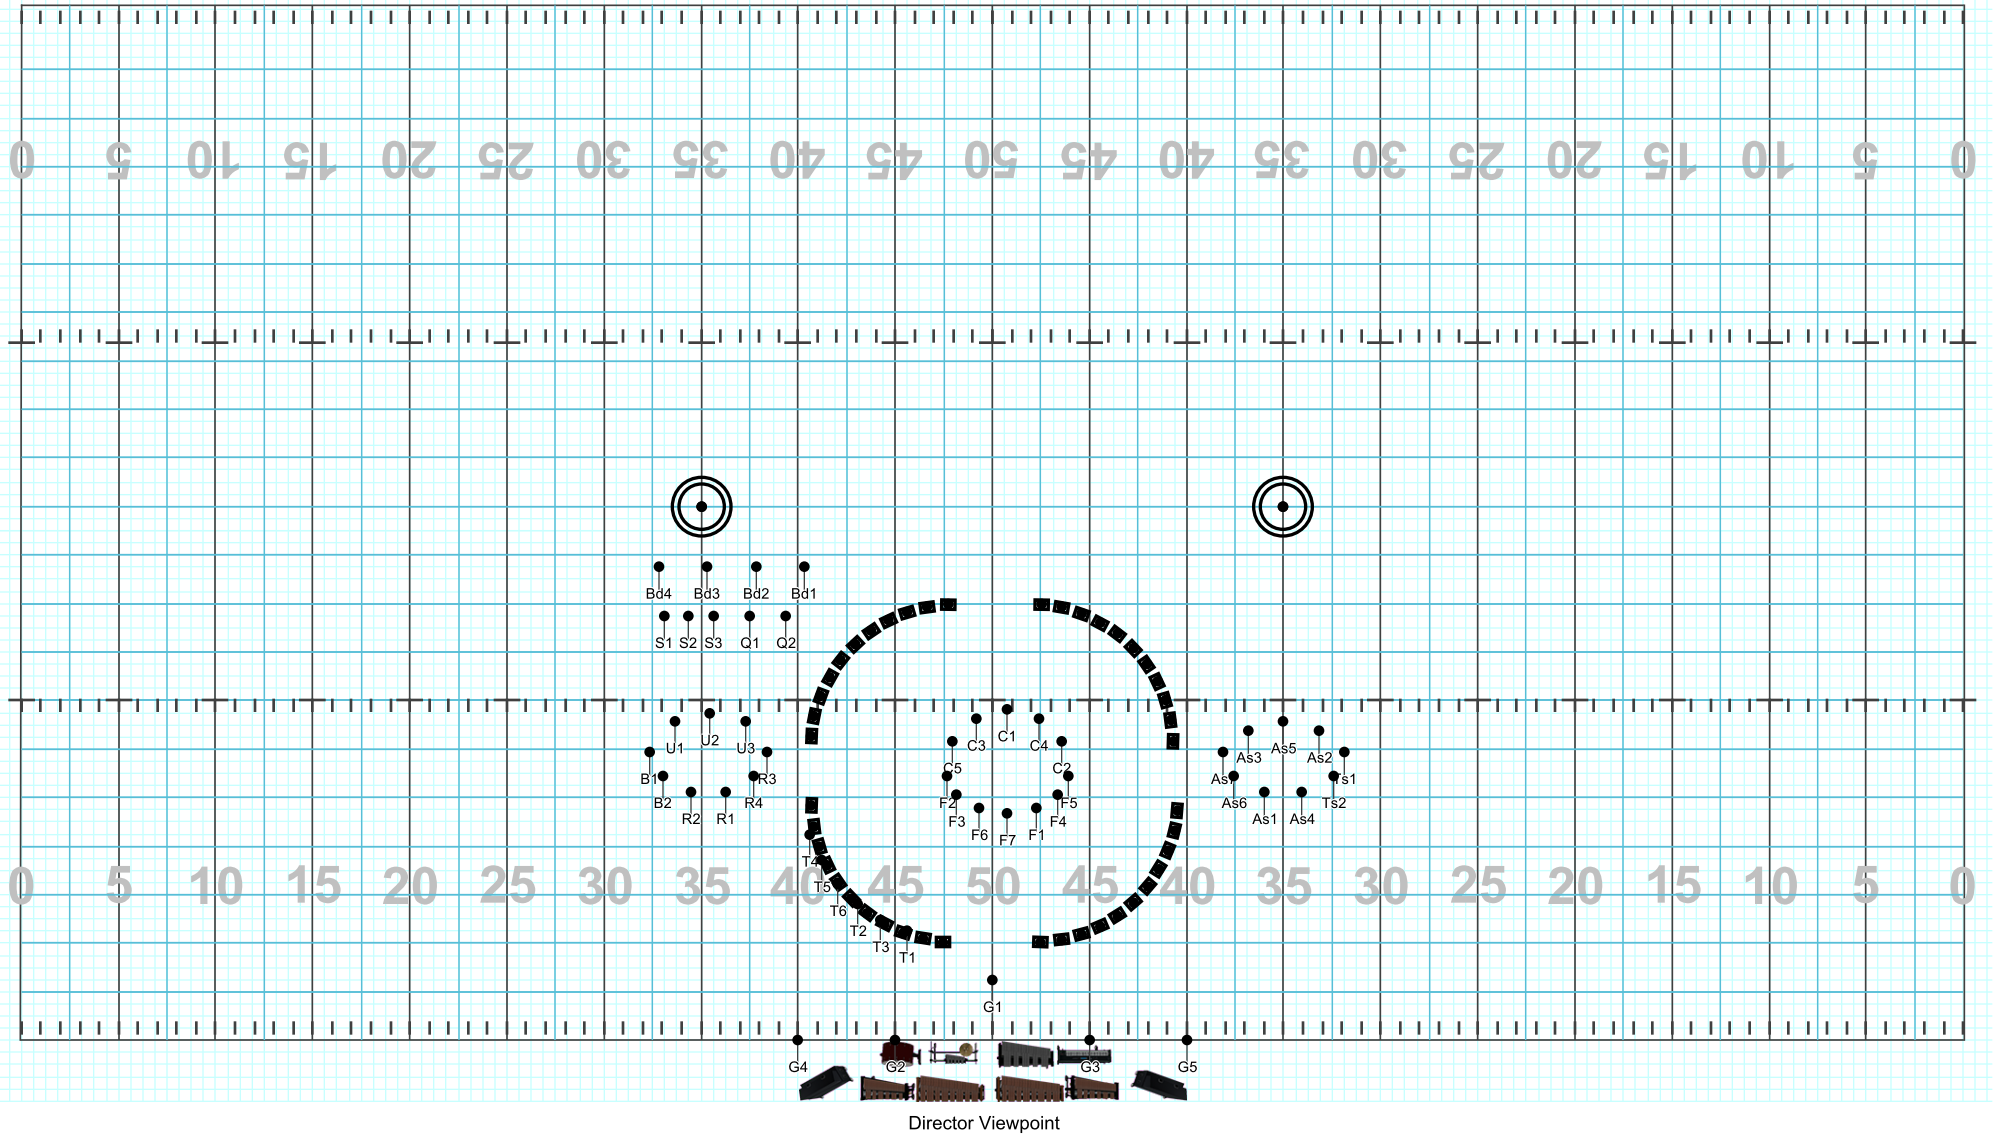 0 5 10 15 20 25 30 35 40 45 50 45 40 35 30 25 20 15 10 5 0
Bd4 Bd3 Bd2 Bd1
S1 S2 S3 Q1 Q2
U1 U2 U3 C3 C1 C4 As3 As5 As2
B1 R3 C5 C2 As7 Ts1
B2 R4 F2 F5 As6 Ts2
R2 R1 F3 F6 F7 F1 F4 As1 As4
T4
0 5 10 15 20 25 30 35 40 45 50 45 40 35 30 25 20 15 10 5 0
T5
T6
T2
T3
T1
G1
G4 G2 G3 G5
Director Viewpoint